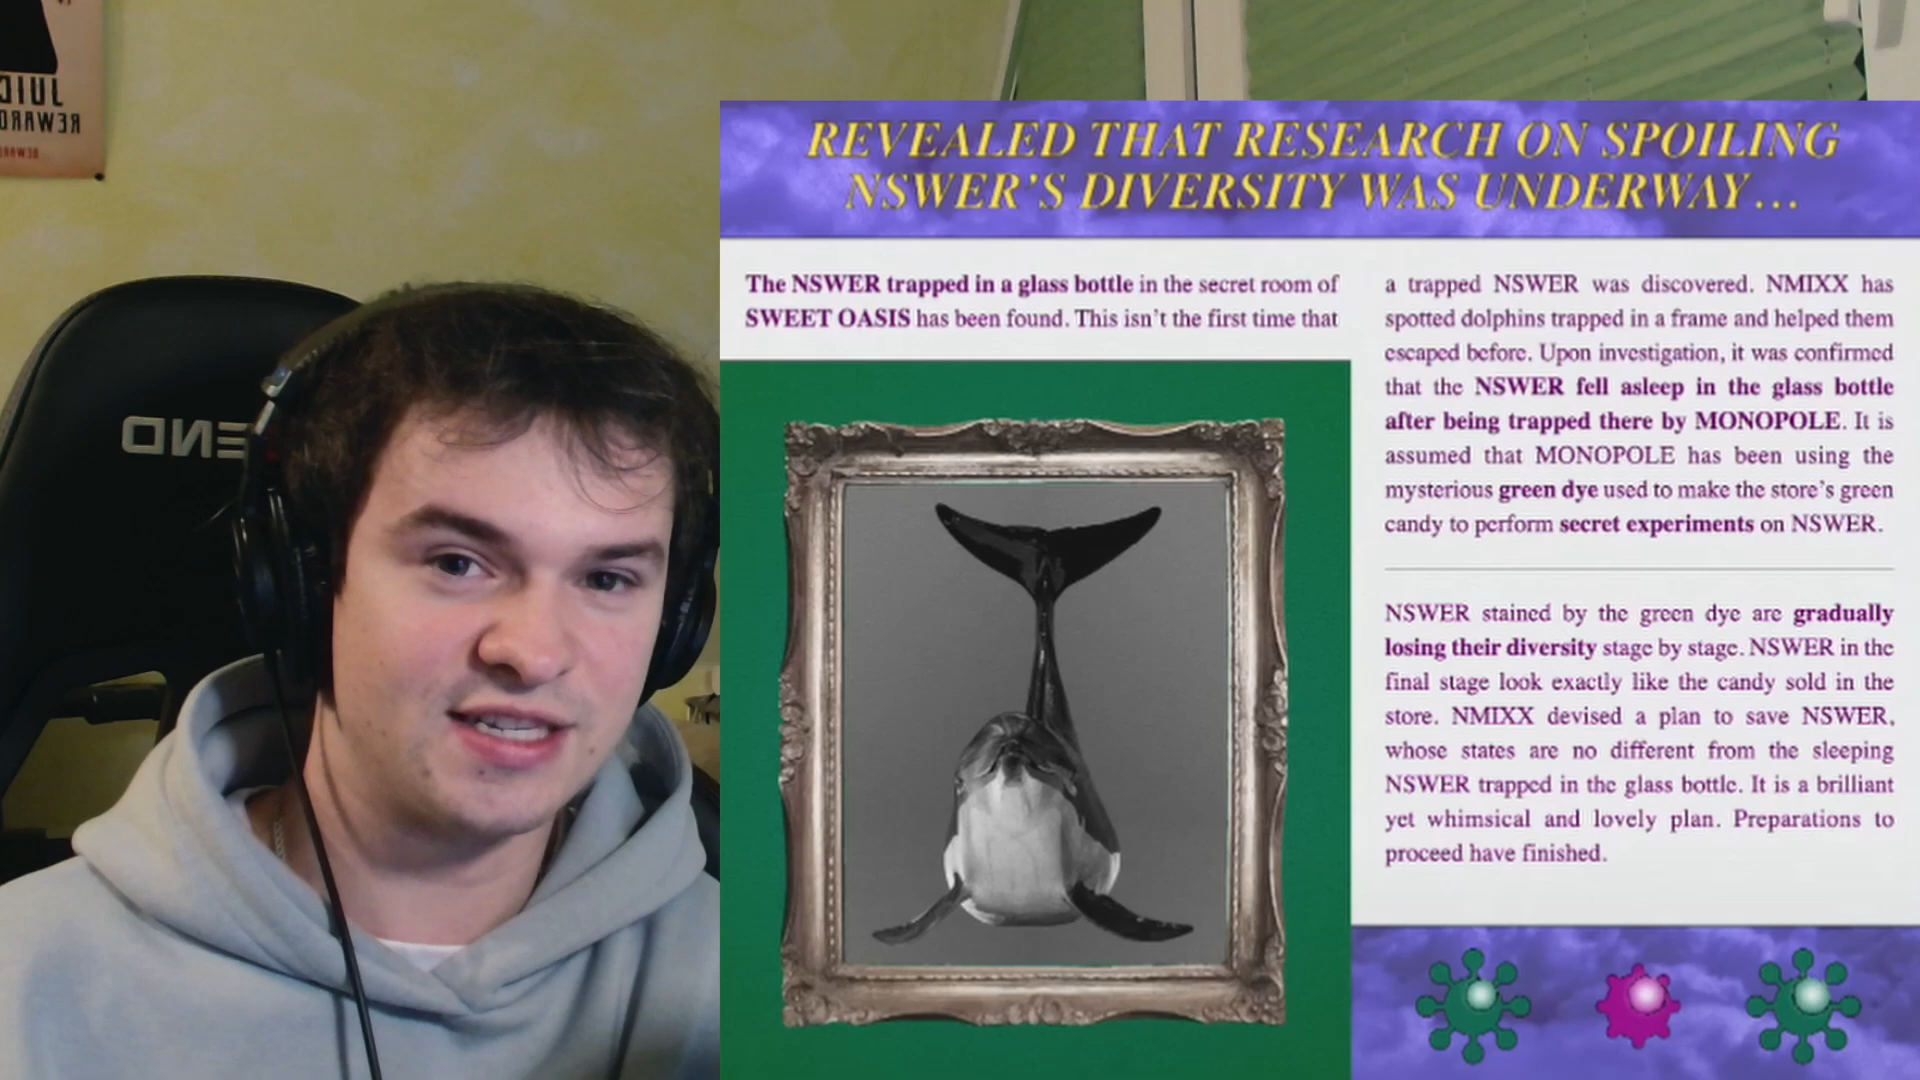 JUIC
REWARD
REWARD
END
REVEALED THAT RESEARCH ON SPOILING
NSWER'S DIVERSITY WAS UNDERWAY...
The NSWER trapped in a glass bottle in the secret room of
SWEET OASIS has been found. This isn't the first time that
a trapped NSWER was discovered. NMIXX has
spotted dolphins trapped in a frame and helped them
escaped before. Upon investigation, it was confirmed
that the NSWER fell asleep in the glass bottle
after being trapped there by MONOPOLE. It is
assumed that MONOPOLE has been using the
mysterious green dye used to make the store's green
candy to perform secret experiments on NSWER.
NSWER stained by the green dye are gradually
losing their diversity stage by stage. NSWER in the
final stage look exactly like the candy sold in the
store. NMIXX devised a plan to save NSWER,
whose states are no different from the sleeping
NSWER trapped in the glass bottle. It is a brilliant
yet whimsical and lovely plan. Preparations to
proceed have finished.